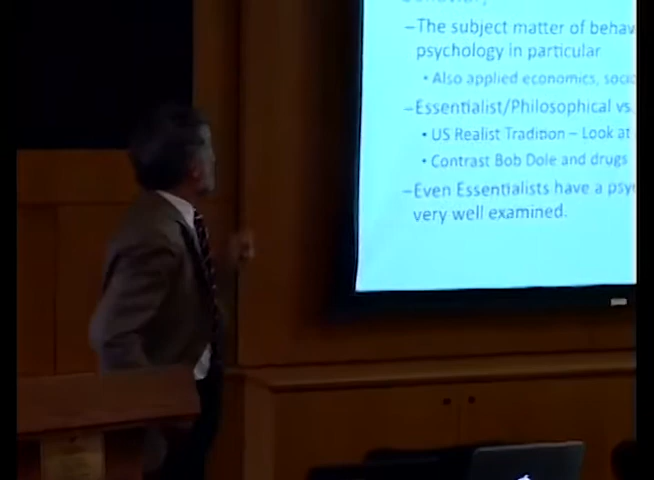 –The subject matter of behav
psychology in particular
• Also applied economics, soci
–Essentialist/Philosophical vs.
• US Realist Tradition – Look at
• Contrast Bob Dole and drugs
–Even Essentialists have a psy
very well examined.